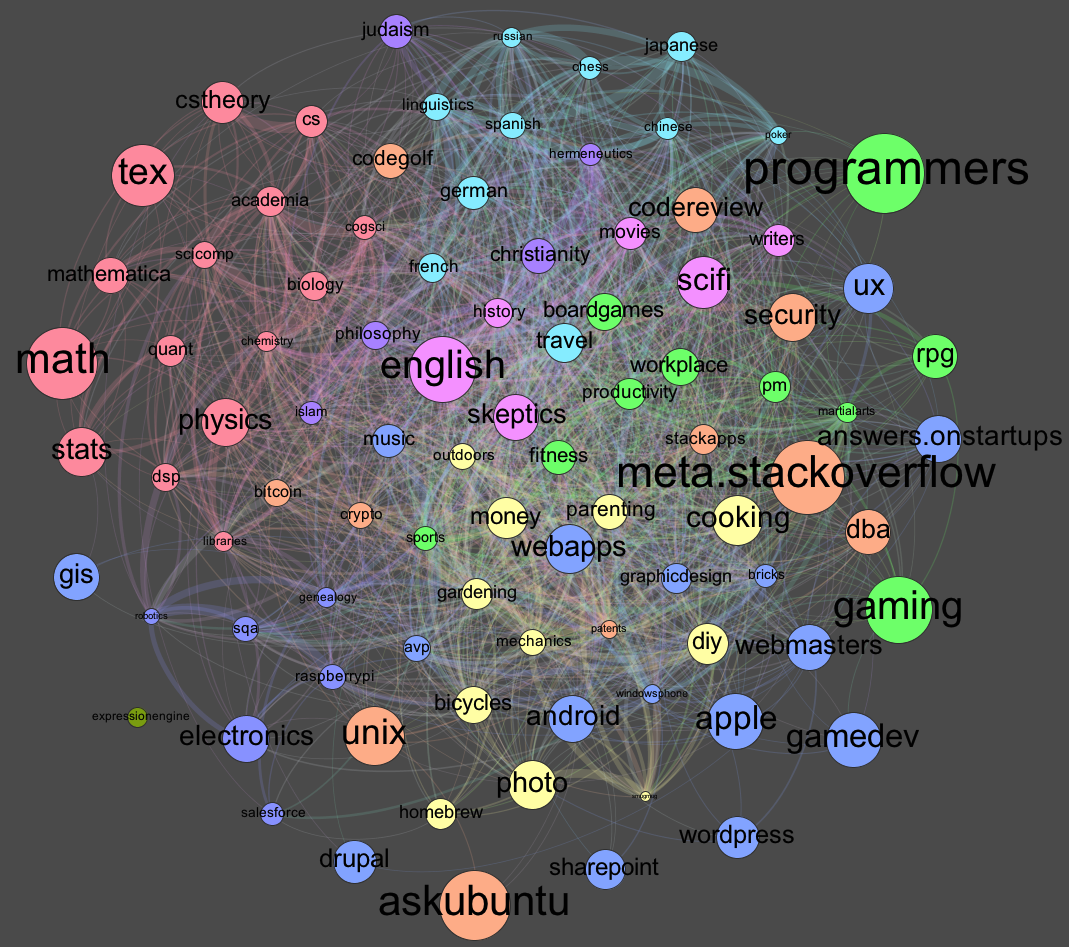 judaism
russian
japanese
chess
cstheory
linguistics
cs
spanish
chinese
poker
codegolf
hermeneutics
tex
programmers
german
academia
codereview
cogsci
movies
writers
scicomp
christianity
mathematica
french
biology
scifi
ux
history
boardgames
security
philosophy
chemistry
travel
quant
math
english
workplace
rpg
productivity
pm
islam
skeptics
martialarts
physics
music
stackapps
answers.onstartups
stats
outdoors
fitness
meta.stackoverflow
dsp
bitcoin
crypto
money
parenting
cooking
dba
libraries
sports
webapps
gis
graphicdesign
bricks
gardening
genealogy
gaming
robotics
sqa
patents
mechanics
diy
webmasters
avp
raspberrypi
windowsphone
bicycles
expressionengine
android
apple
electronics
unix
gamedev
photo
smugmug
salesforce
homebrew
wordpress
drupal
sharepoint
askubuntu